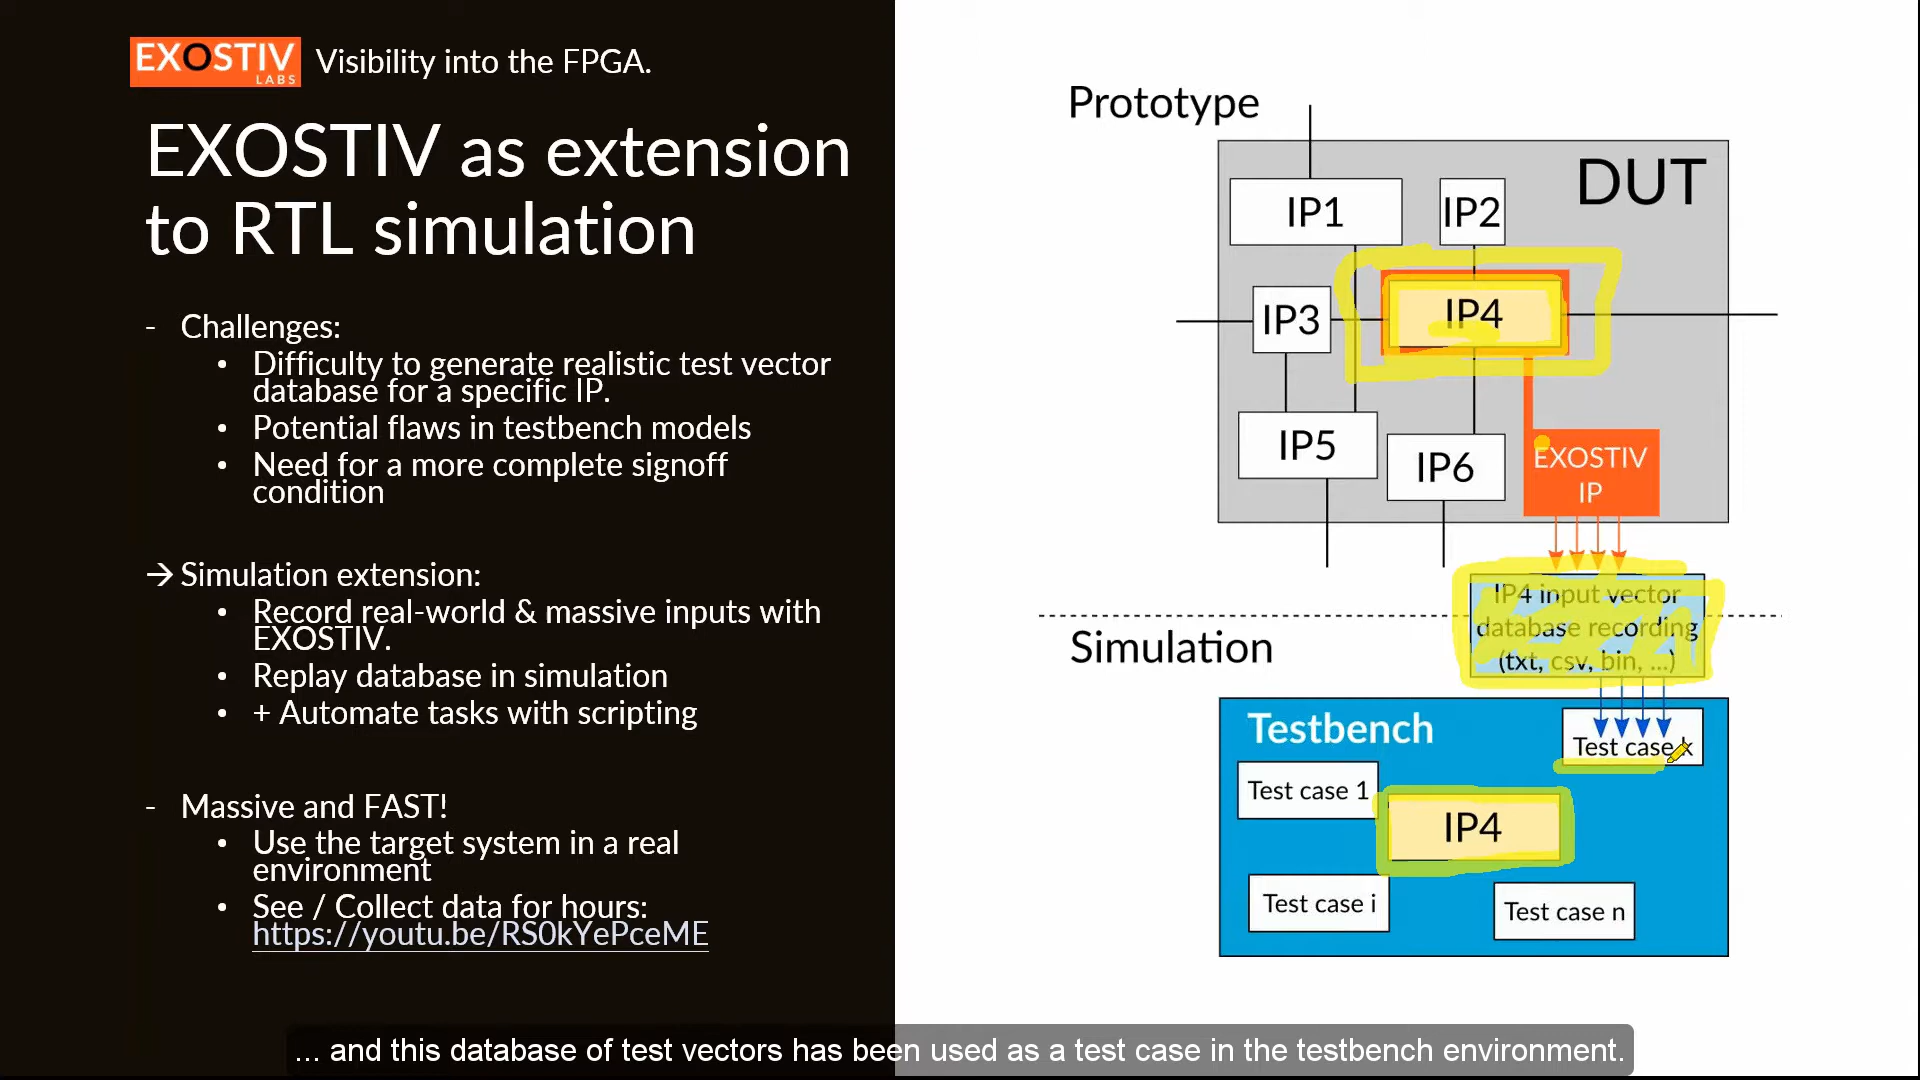 EXOSTIV
LABS
Visibility into the FPGA.
EXOSTIV as extension
to RTL simulation
- Challenges:
• Difficulty to generate realistic test vector
database for a specific IP.
• Potential flaws in testbench models
• Need for a more complete signoff
condition
→ Simulation extension:
• Record real-world & massive inputs with
EXOSTIV.
• Replay database in simulation
• + Automate tasks with scripting
- Massive and FAST!
• Use the target system in a real
environment
• See / Collect data for hours:
https://youtu.be/RS0kYePceME
Prototype
DUT
IP1
IP2
IP3
IP4
IP5
IP6
EXOSTIV
IP
IP4 input vector
database recording
(txt, csv, bin, ...)
Simulation
Testbench
Test case k
Test case 1
IP4
Test case i
Test case n
... and this database of test vectors has been used as a test case in the testbench environment.